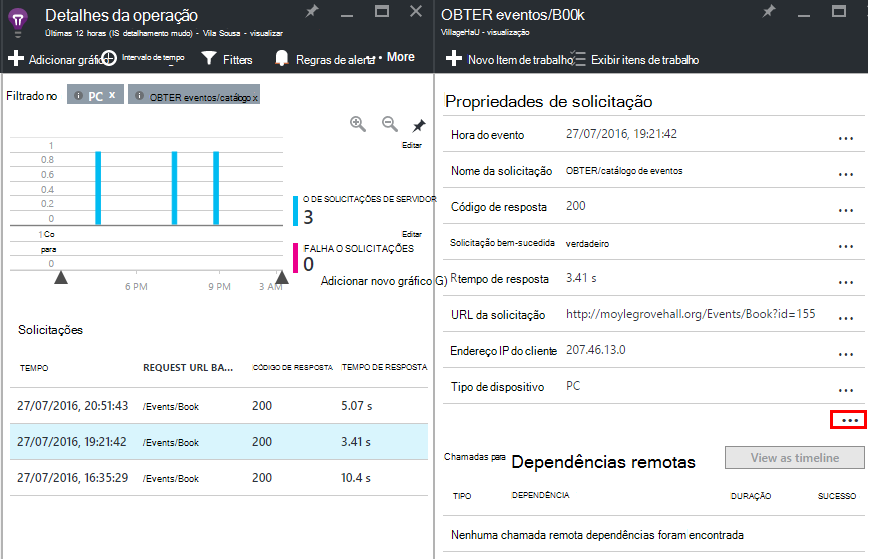 Detalhes da operação
Últimas 12 horas (IS detalhamento mudo) - Vila Sousa - visualizar
Adicionar gráfico
Intervalo de tempo
Fitters
Regras de alerta
More
Filtrado no
PC x
OBTER eventos/catálogo x
Editar
1
0.8
0.6
0.4
0.2
0
O DE SOLICITAÇÕES DE SERVIDOR
3
1 Co
para
0
Editar
FALHA O SOLICITAÇÕES
0
6 PM
9 PM
3 AM
Adicionar novo gráfico G)
Solicitações
TEMPO REQUEST URL BA... CÓDIGO DE RESPOSTA TEMPO DE RESPOSTA
27/07/2016, 20:51:43 /Events/Book 200 5.07 s
27/07/2016, 19:21:42 /Events/Book 200 3.41 s
27/07/2016, 16:35:29 /Events/Book 200 10.4 s
OBTER eventos/B00k
VillageHaU - visualização
Novo Item de trabalho
Exibir itens de trabalho
Propriedades de solicitação
Hora do evento 27/07/2016, 19:21:42 ...
Nome da solicitação OBTER/catálogo de eventos ...
Código de resposta 200 ...
Solicitação bem-sucedida verdadeiro ...
Rtempo de resposta 3.41 s ...
URL da solicitação http://moylegrovehall.org/Events/Book?id=155 ...
Endereço IP do cliente 207.46.13.0 ...
Tipo de dispositivo PC ...
...
Chamadas para Dependências remotas
View as timeline
TIPO DEPENDÊNCIA DURAÇÃO SUCESSO
Nenhuma chamada remota dependências foram encontrada